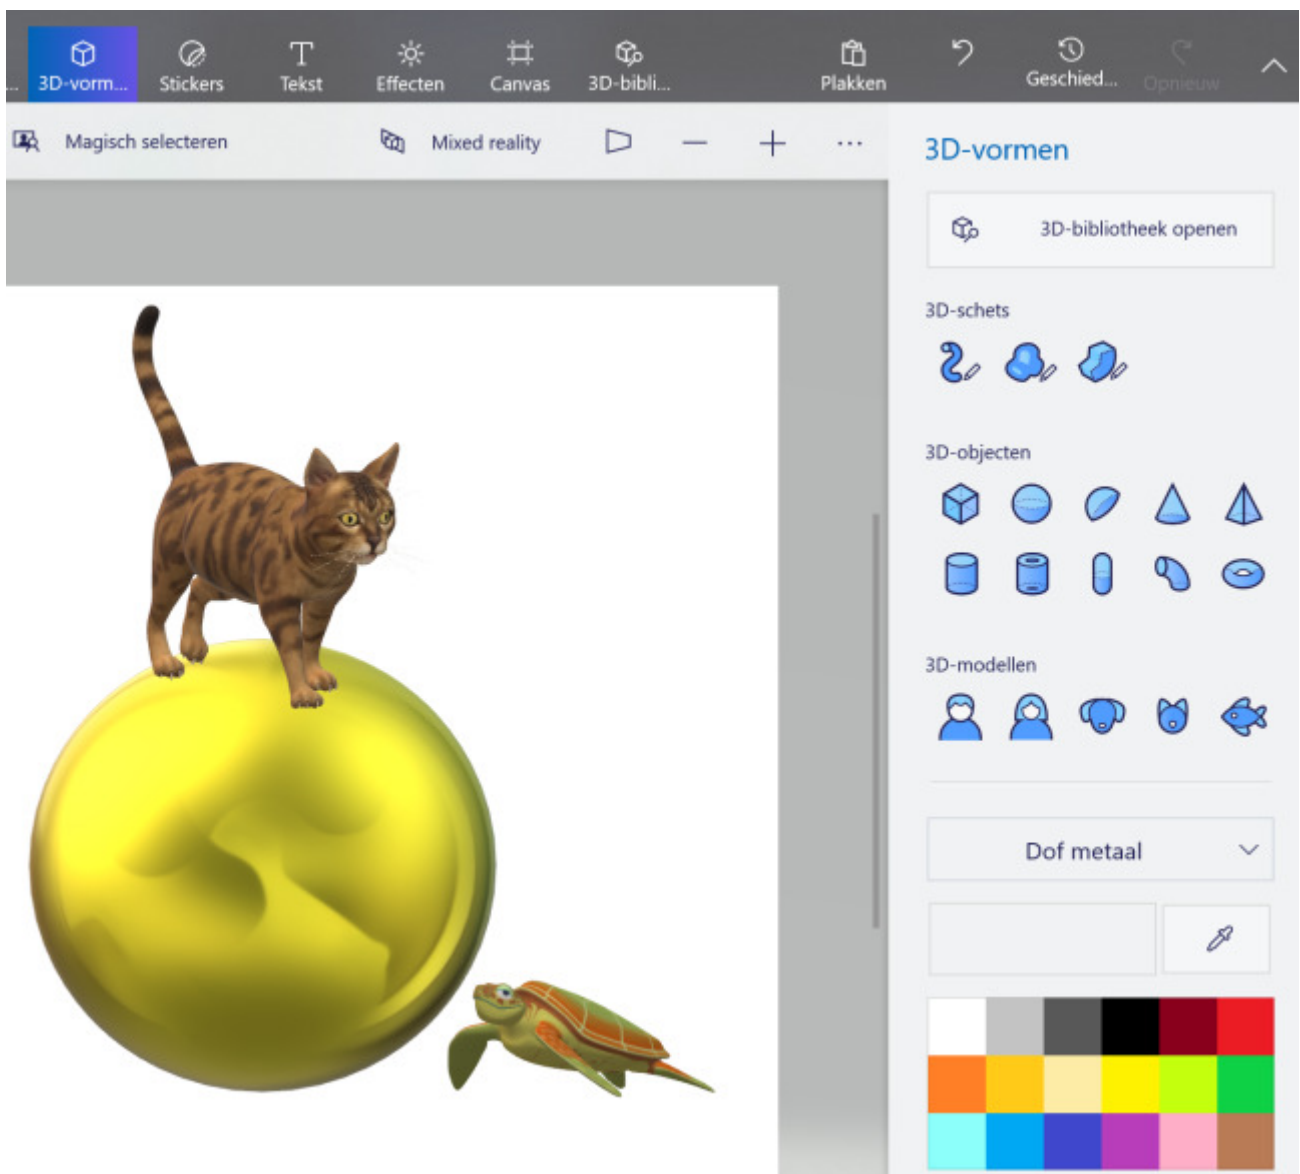 3D-vorm...
Stickers
Tekst
Effecten
Canvas
3D-bibli...
Plakken
Geschied...
Opnieuw
Magisch selecteren
Mixed reality
3D-vormen
3D-bibliotheek openen
3D-schets
3D-objecten
3D-modellen
Dof metaal